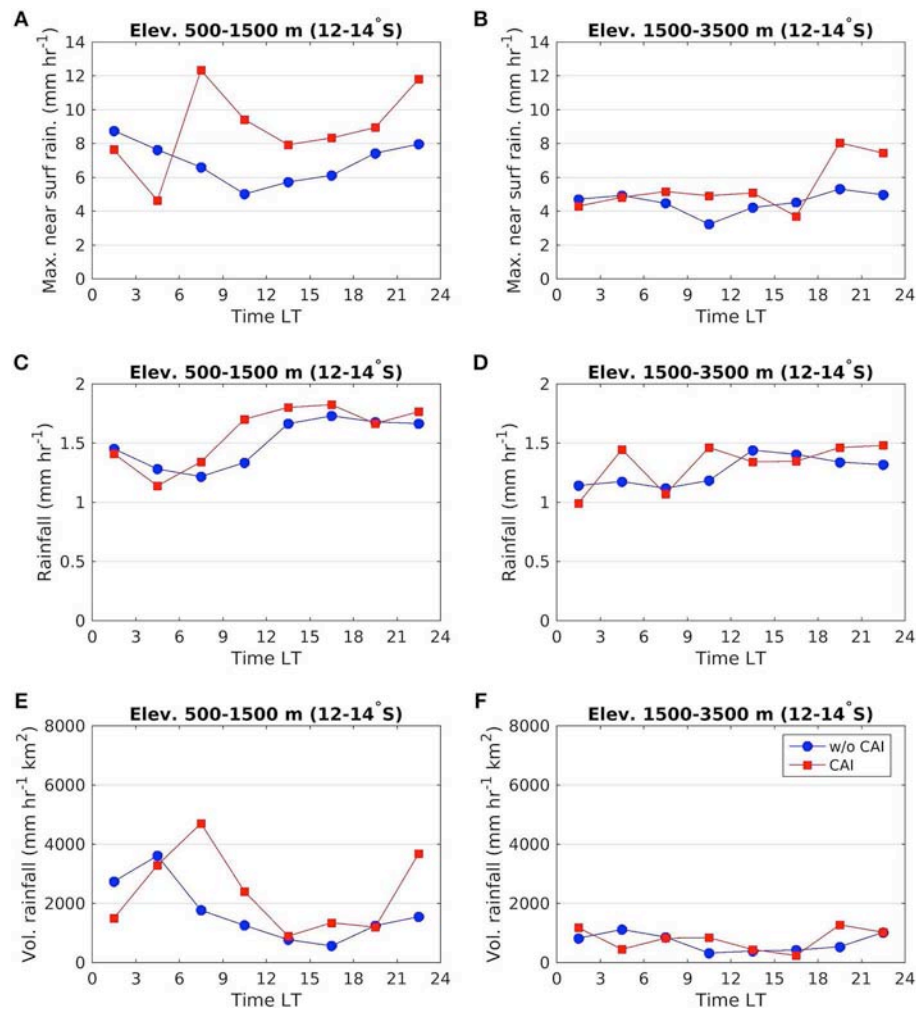 A
Elev. 500-1500 m (12-14°S)
Max. near surf rain. (mm hr⁻¹)
14
12
10
8
6
4
2
0
0 3 6 9 12 15 18 21 24
Time LT
B
Elev. 1500-3500 m (12-14°S)
Max. near surf rain. (mm hr⁻¹)
14
12
10
8
6
4
2
0
0 3 6 9 12 15 18 21 24
Time LT
C
Elev. 500-1500 m (12-14°S)
Rainfall (mm hr⁻¹)
2
1.5
1
0.5
0
0 3 6 9 12 15 18 21 24
Time LT
D
Elev. 1500-3500 m (12-14°S)
Rainfall (mm hr⁻¹)
2
1.5
1
0.5
0
0 3 6 9 12 15 18 21 24
Time LT
E
Elev. 500-1500 m (12-14°S)
Vol. rainfall (mm hr⁻¹ km²)
8000
6000
4000
2000
0
0 3 6 9 12 15 18 21 24
Time LT
F
Elev. 1500-3500 m (12-14°S)
Vol. rainfall (mm hr⁻¹ km²)
8000
6000
4000
2000
0
w/o CAI
CAI
0 3 6 9 12 15 18 21 24
Time LT